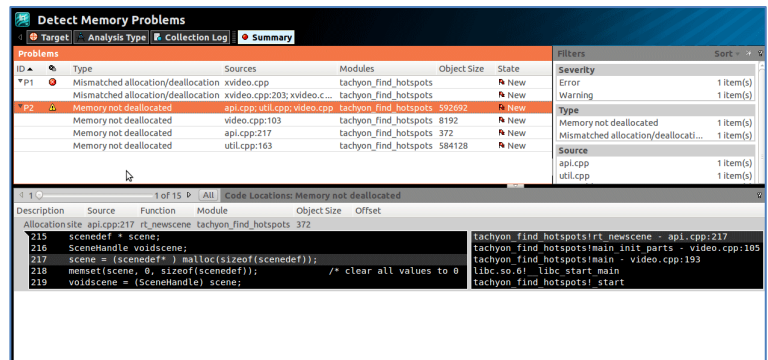 Detect Memory Problems
Target Analysis Type Collection Log Summary
Problems
ID Type Sources Modules Object Size State
P1 Mismatched allocation/deallocation xvideo.cpp tachyon_find_hotspots New
Mismatched allocation/deallocation xvideo.cpp:203; xvideo.c... tachyon_find_hotspots New
P2 Memory not deallocated api.cpp; util.cpp; video.cpp tachyon_find_hotspots 592692 New
Memory not deallocated video.cpp:103 tachyon_find_hotspots 8192 New
Memory not deallocated api.cpp:217 tachyon_find_hotspots 372 New
Memory not deallocated util.cpp:163 tachyon_find_hotspots 584128 New
Filters Sort
Severity
Error 1 item(s)
Warning 1 item(s)
Type
Memory not deallocated 1 item(s)
Mismatched allocation/deallocati... 1 item(s)
Source
api.cpp 1 item(s)
util.cpp 1 item(s)
1 1 of 15 All Code Locations: Memory not deallocated
Description Source Function Module Object Size Offset
Allocation site api.cpp:217 rt_newscene tachyon_find_hotspots 372
215 scenedef * scene;
216 SceneHandle voidscene;
217 scene = (scenedef* ) malloc(sizeof(scenedef));
218 memset(scene, 0, sizeof(scenedef)); /* clear all values to 0
219 voidscene = (SceneHandle) scene;
tachyon_find_hotspots!rt_newscene - api.cpp:217
tachyon_find_hotspots!main_init_parts - video.cpp:105
tachyon_find_hotspots!main - video.cpp:193
libc.so.6!__libc_start_main
tachyon_find_hotspots!_start